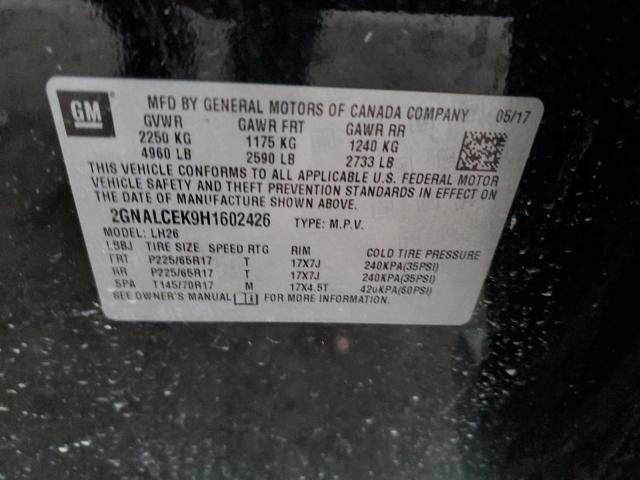 GM
MFD BY GENERAL MOTORS OF CANADA COMPANY 05/17
GVWR GAWR FRT GAWR RR
2250 KG 1175 KG 1240 KG
4960 LB 2590 LB 2733 LB
THIS VEHICLE CONFORMS TO ALL APPLICABLE U.S. FEDERAL MOTOR
VEHICLE SAFETY AND THEFT PREVENTION STANDARDS IN EFFECT ON
THE DATE OF MANUFACTURE SHOWN ABOVE.
2GNALCEK9H1602426 TYPE: M.P.V.
MODEL: LH26
LBBJ TIRE SIZE SPEED RTG RIM COLD TIRE PRESSURE
FRT P225/65R17 T 17X7J 240KPA(35PSI)
RR P225/65R17 T 17X7J 240KPA(35PSI)
SPA T145/70R17 M 17X4.5T 420KPA(60PSI)
SEE OWNER'S MANUAL FOR MORE INFORMATION.